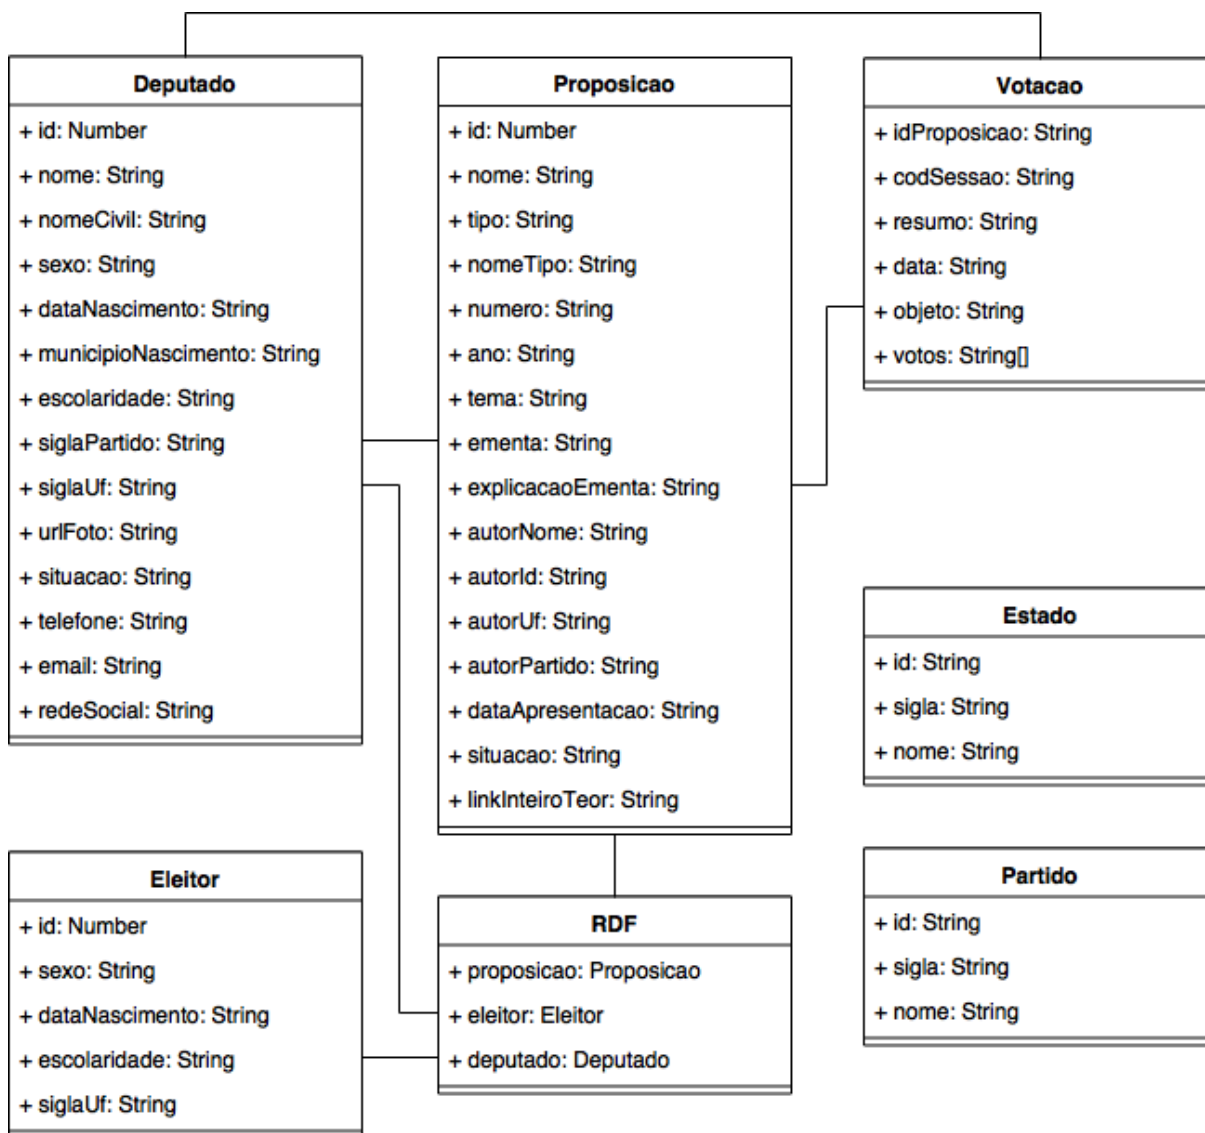 Deputado
+ id: Number
+ nome: String
+ nomeCivil: String
+ sexo: String
+ dataNascimento: String
+ municipioNascimento: String
+ escolaridade: String
+ siglaPartido: String
+ siglaUf: String
+ urlFoto: String
+ situacao: String
+ telefone: String
+ email: String
+ redeSocial: String
Proposicao
+ id: Number
+ nome: String
+ tipo: String
+ nomeTipo: String
+ numero: String
+ ano: String
+ tema: String
+ ementa: String
+ explicacaoEmenta: String
+ autorNome: String
+ autorId: String
+ autorUf: String
+ autorPartido: String
+ dataApresentacao: String
+ situacao: String
+ linkInteiroTeor: String
Votacao
+ idProposicao: String
+ codSessao: String
+ resumo: String
+ data: String
+ objeto: String
+ votos: String[]
Estado
+ id: String
+ sigla: String
+ nome: String
Eleitor
+ id: Number
+ sexo: String
+ dataNascimento: String
+ escolaridade: String
+ siglaUf: String
RDF
+ proposicao: Proposicao
+ eleitor: Eleitor
+ deputado: Deputado
Partido
+ id: String
+ sigla: String
+ nome: String